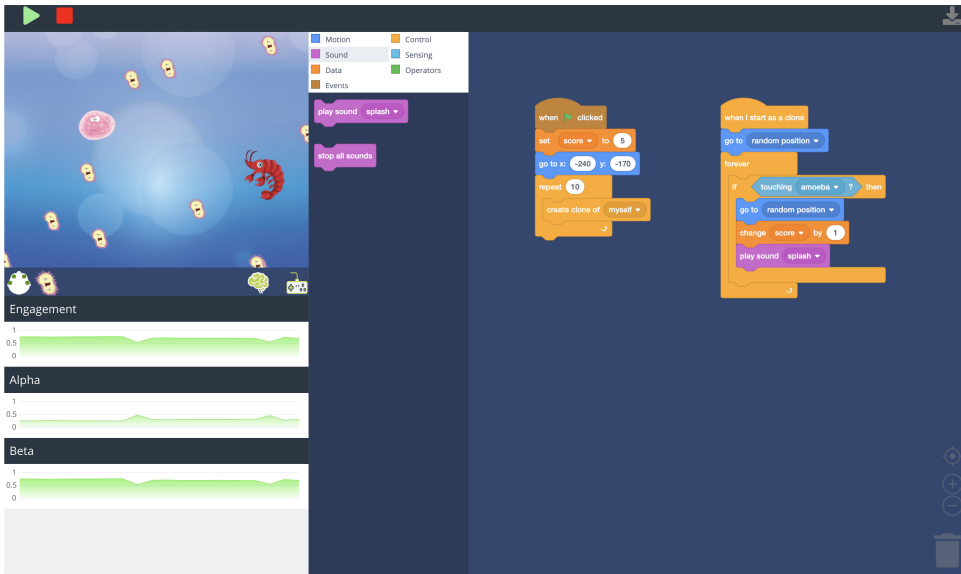 Motion
Control
Sound
Sensing
Data
Operators
Events
play sound splash
stop all sounds
when clicked
set score to 5
go to x: -240 y: -170
repeat 10
create clone of myself
when I start as a clone
go to random position
forever
if touching amoeba ? then
go to random position
change score by 1
play sound splash
Engagement
1
0.5
0
Alpha
1
0.5
0
Beta
1
0.5
0